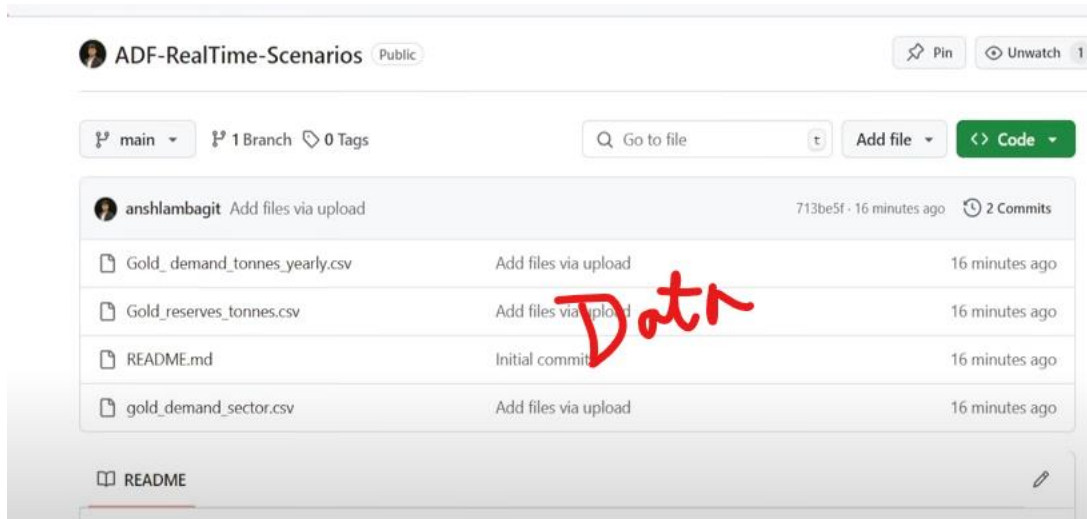 ADF-RealTime-Scenarios Public Pin Unwatch 1
main 1 Branch 0 Tags Go to file t Add file Code
anshlambagit Add files via upload 713be5f · 16 minutes ago 2 Commits
Gold_ demand_tonnes_yearly.csv Add files via upload 16 minutes ago
Gold_reserves_tonnes.csv Add files via upload 16 minutes ago
Data
README.md Initial commit 16 minutes ago
gold_demand_sector.csv Add files via upload 16 minutes ago
README